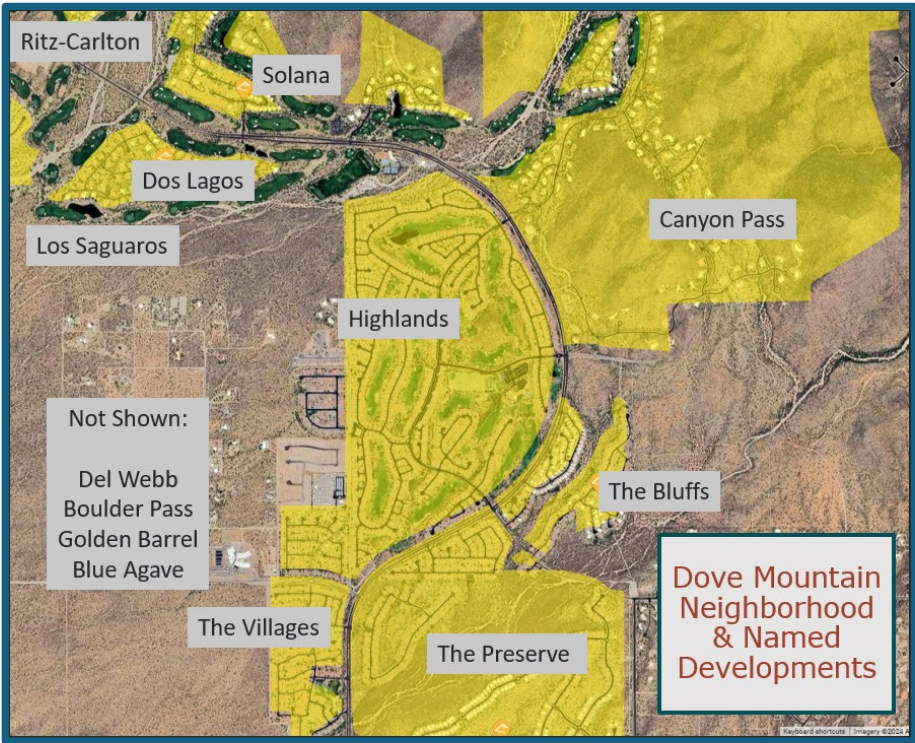 Ritz-Carlton
Solana
Dos Lagos
Canyon Pass
Los Saguaros
Highlands
Not Shown:
Del Webb
Boulder Pass
Golden Barrel
Blue Agave
The Bluffs
The Villages
The Preserve
Dove Mountain
Neighborhood
& Named
Developments
Keyboard shortcuts
Imagery ©2024 A